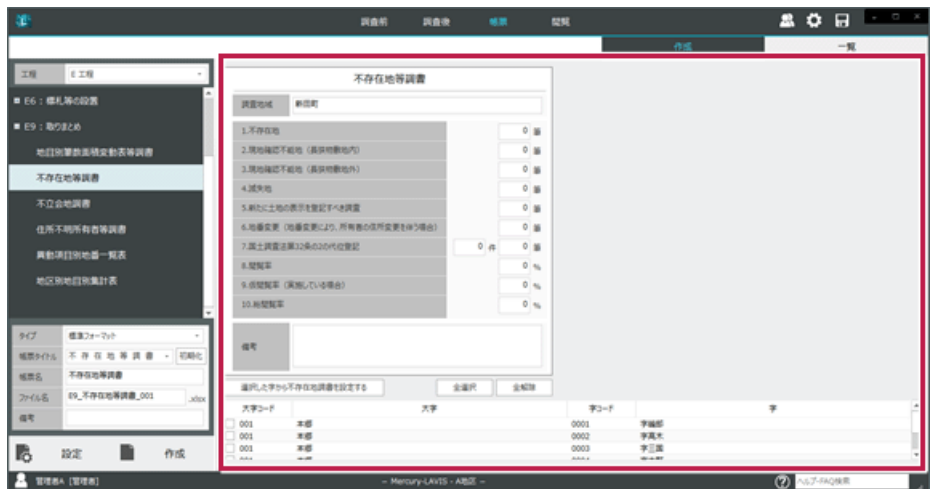 調査前 調査後 帳票 閲覧
作成 一覧
工程 E 工程
E6：標札等の設置
E9：取りまとめ
地目別筆数面積変動表等調書
不存在地等調書
不立会地調書
住所不明所有者等調書
異動項目別地番一覧表
地区別地目別集計表
タイプ 標準フォーマット
帳票タイトル 不 存 在 地 等 調 書 初期化
帳票名 不存在地等調書
ファイル名 E9_不存在地等調書_001 .xlsx
備考
設定 作成
不存在地等調書
調査地域 新田町
1.不存在地 0 筆
2.現地確認不能地（長狭物敷地内） 0 筆
3.現地確認不能地（長狭物敷地外） 0 筆
4.滅失地 0 筆
5.新たに土地の表示を登記すべき調査 0 筆
6.地番変更（地番変更により、所有者の住所変更を伴う場合） 0 筆
7.国土調査法第32条の2の代位登記 0 件 0 筆
8.閲覧率 0 %
9.仮閲覧率（実施している場合） 0 %
10.総閲覧率 0 %
備考
選択した字から不存在地調書を設定する 全選択 全解除
大字コード 大字 字コード 字
001 本郷 0001 字編部
001 本郷 0002 字高木
001 本郷 0003 字三国
管理者A [管理者] - Mercury-LAVIS - A地区 - ヘルプ・FAQ検索